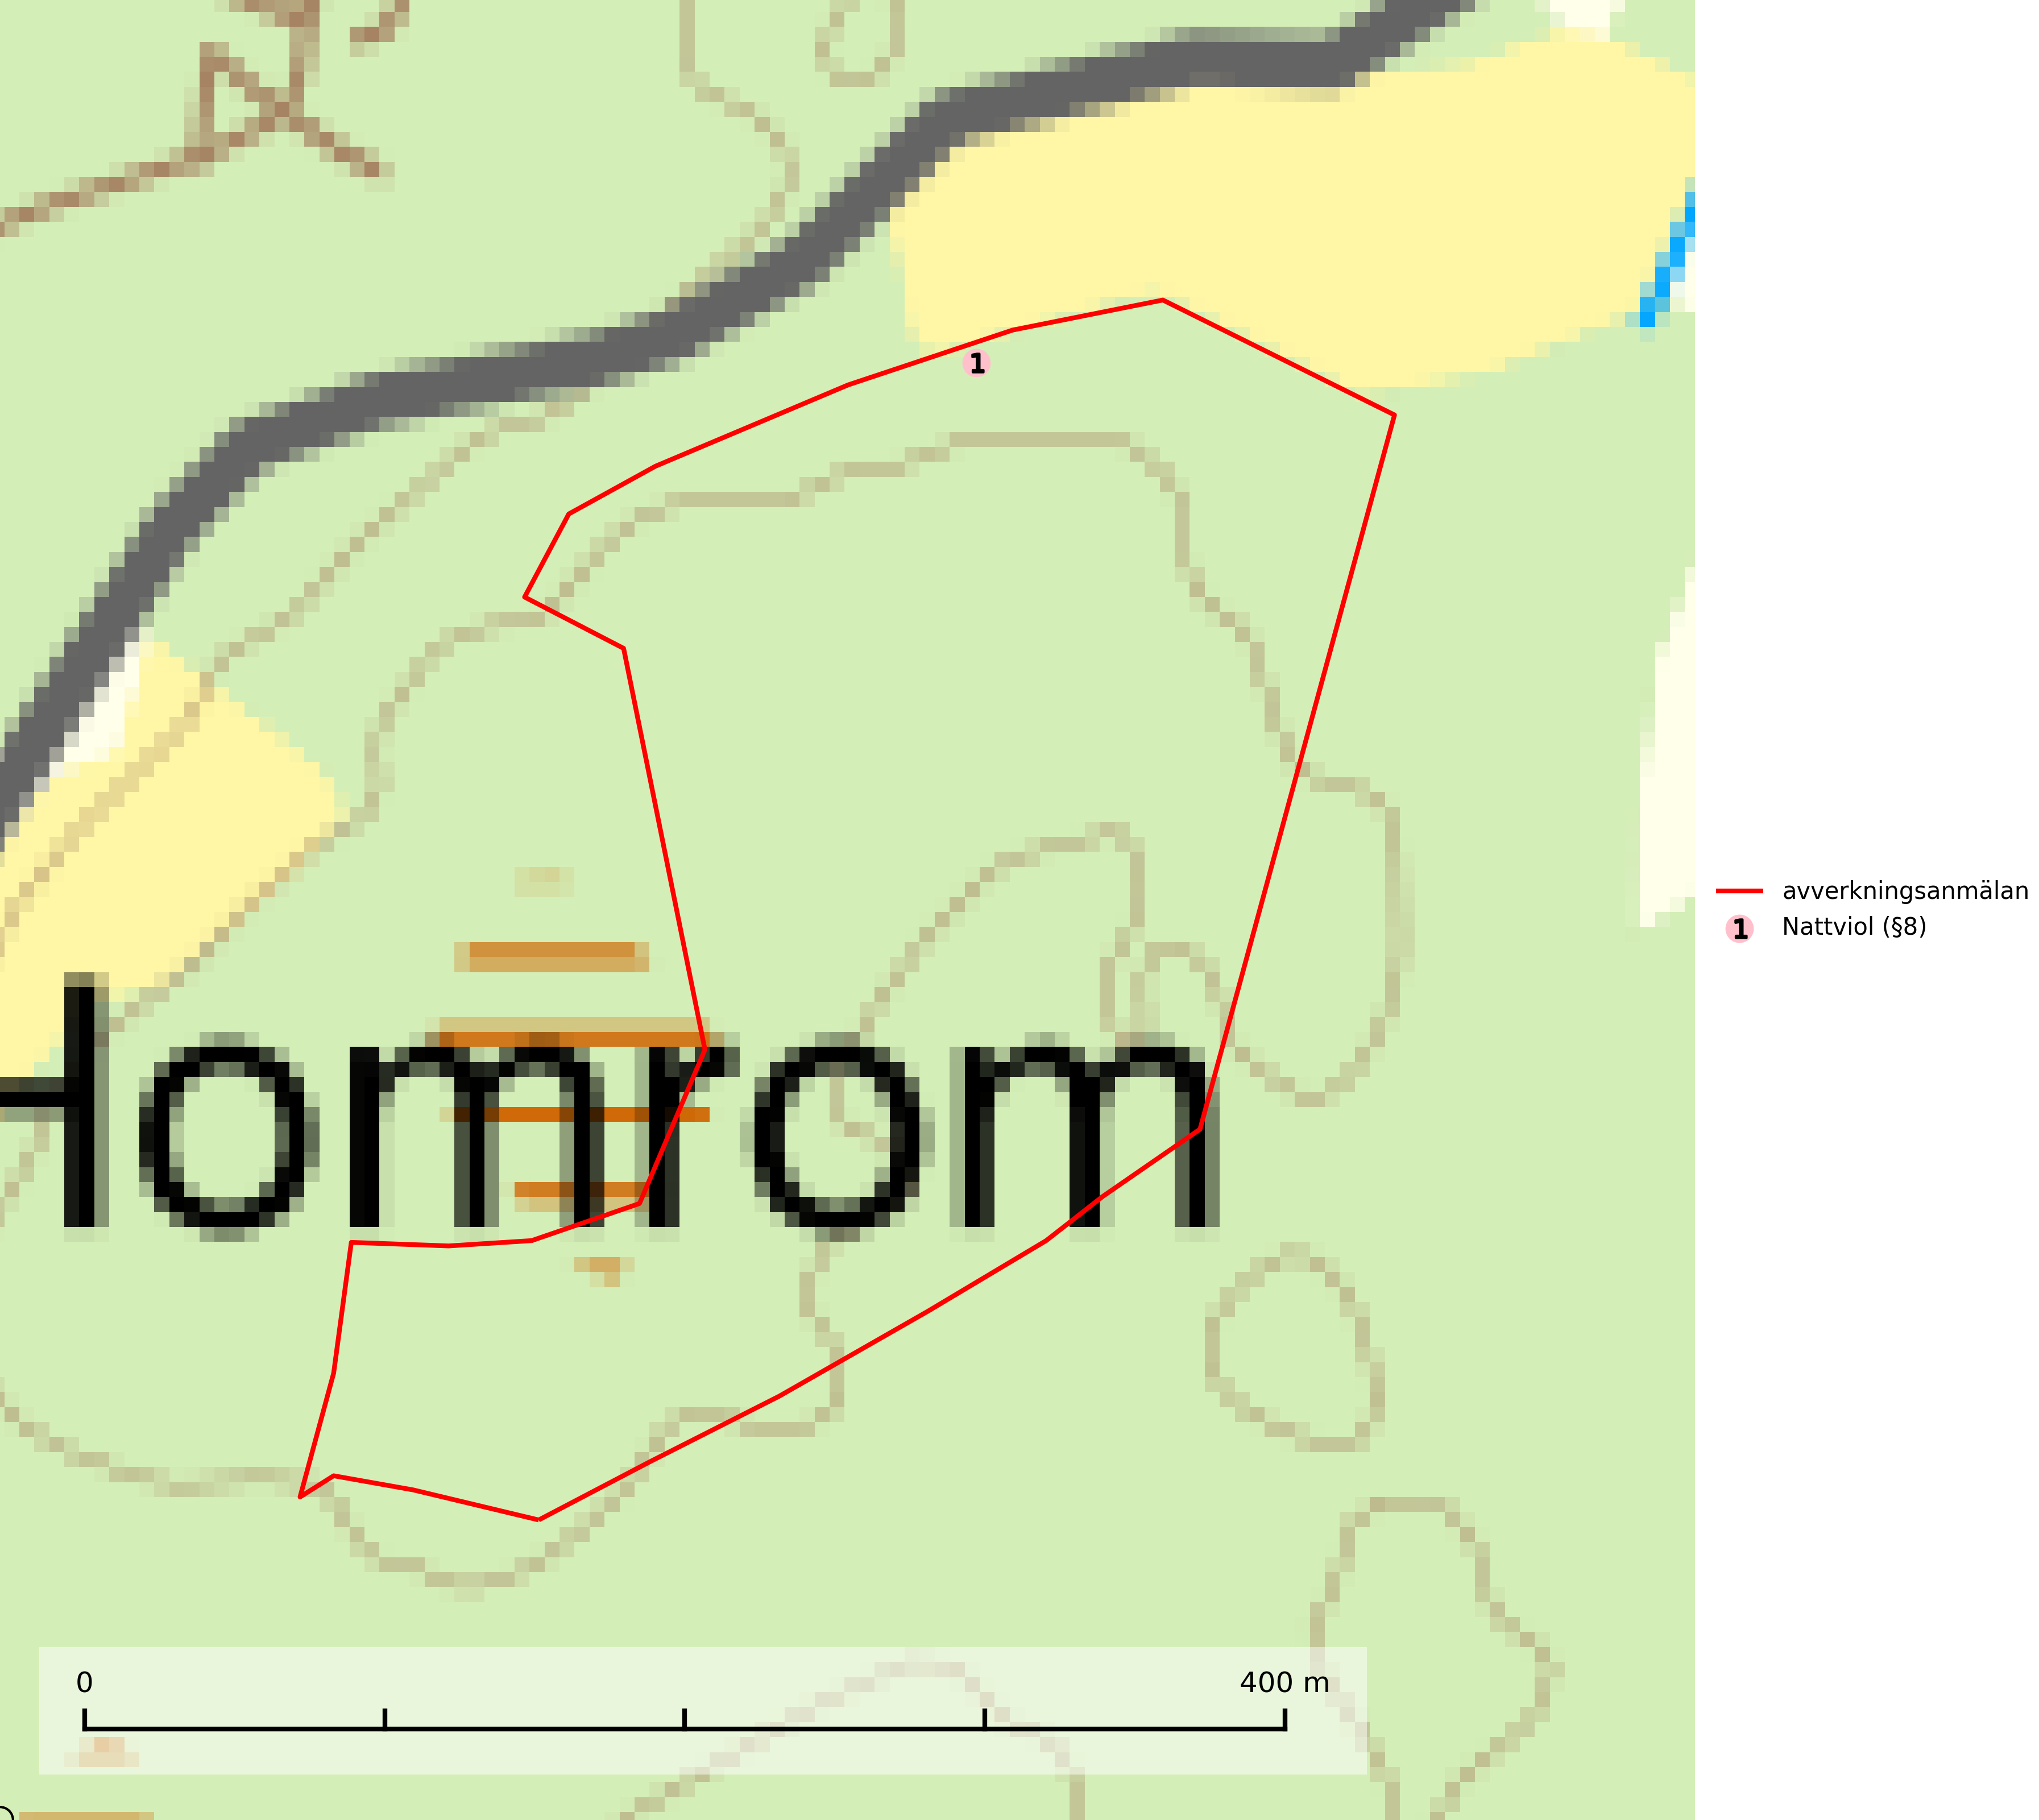 1
Homrom
avverkningsanmälan
1 Nattviol (§8)
0 400 m